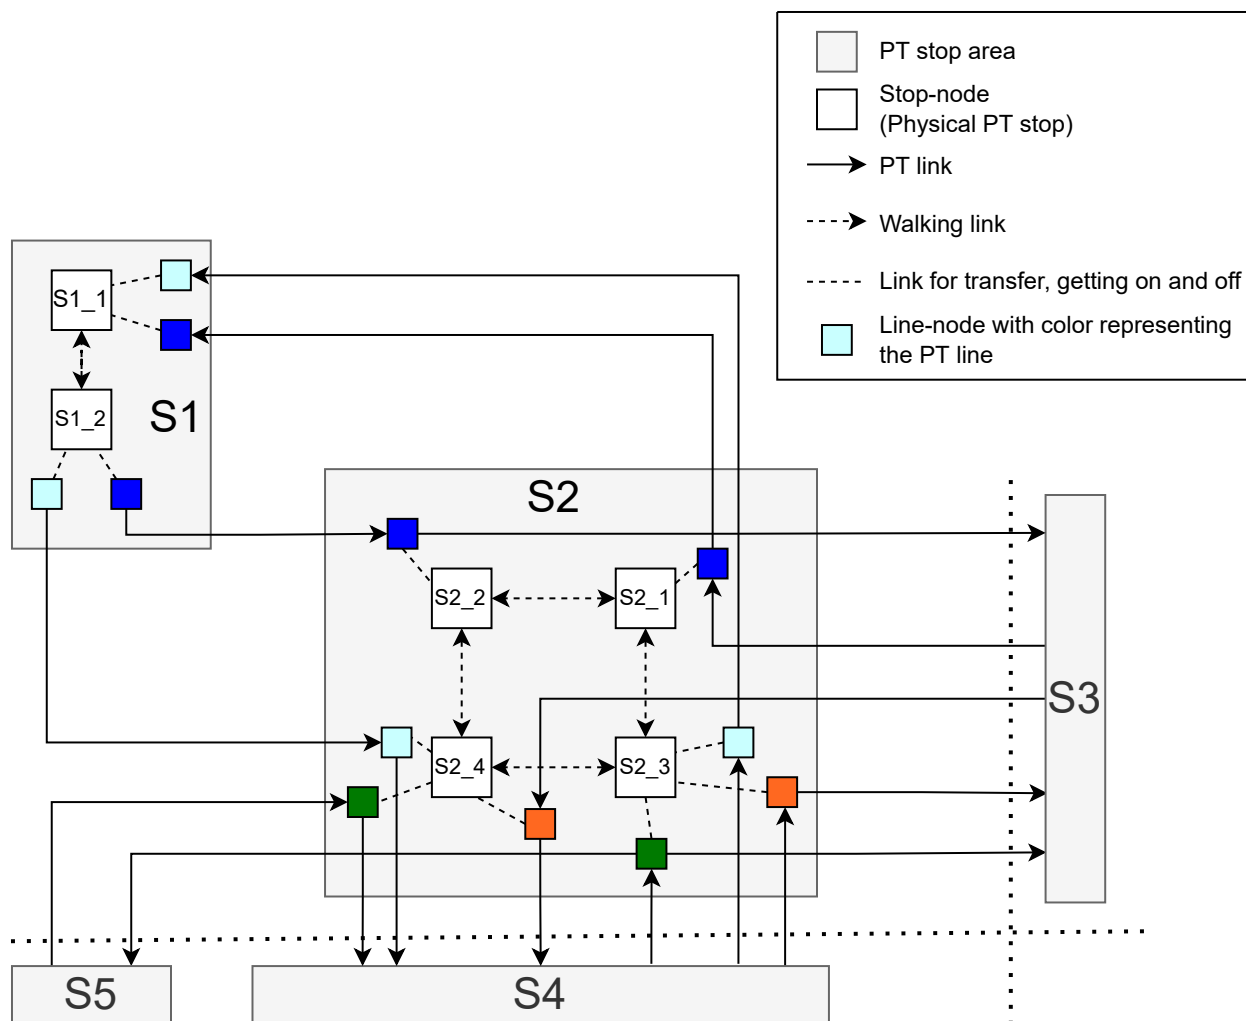 PT stop area
Stop-node
(Physical PT stop)
PT link
Walking link
Link for transfer, getting on and off
Line-node with color representing
the PT line
S1_1
S1_2
S1
S2
S2_2
S2_1
S2_4
S2_3
S3
S5
S4